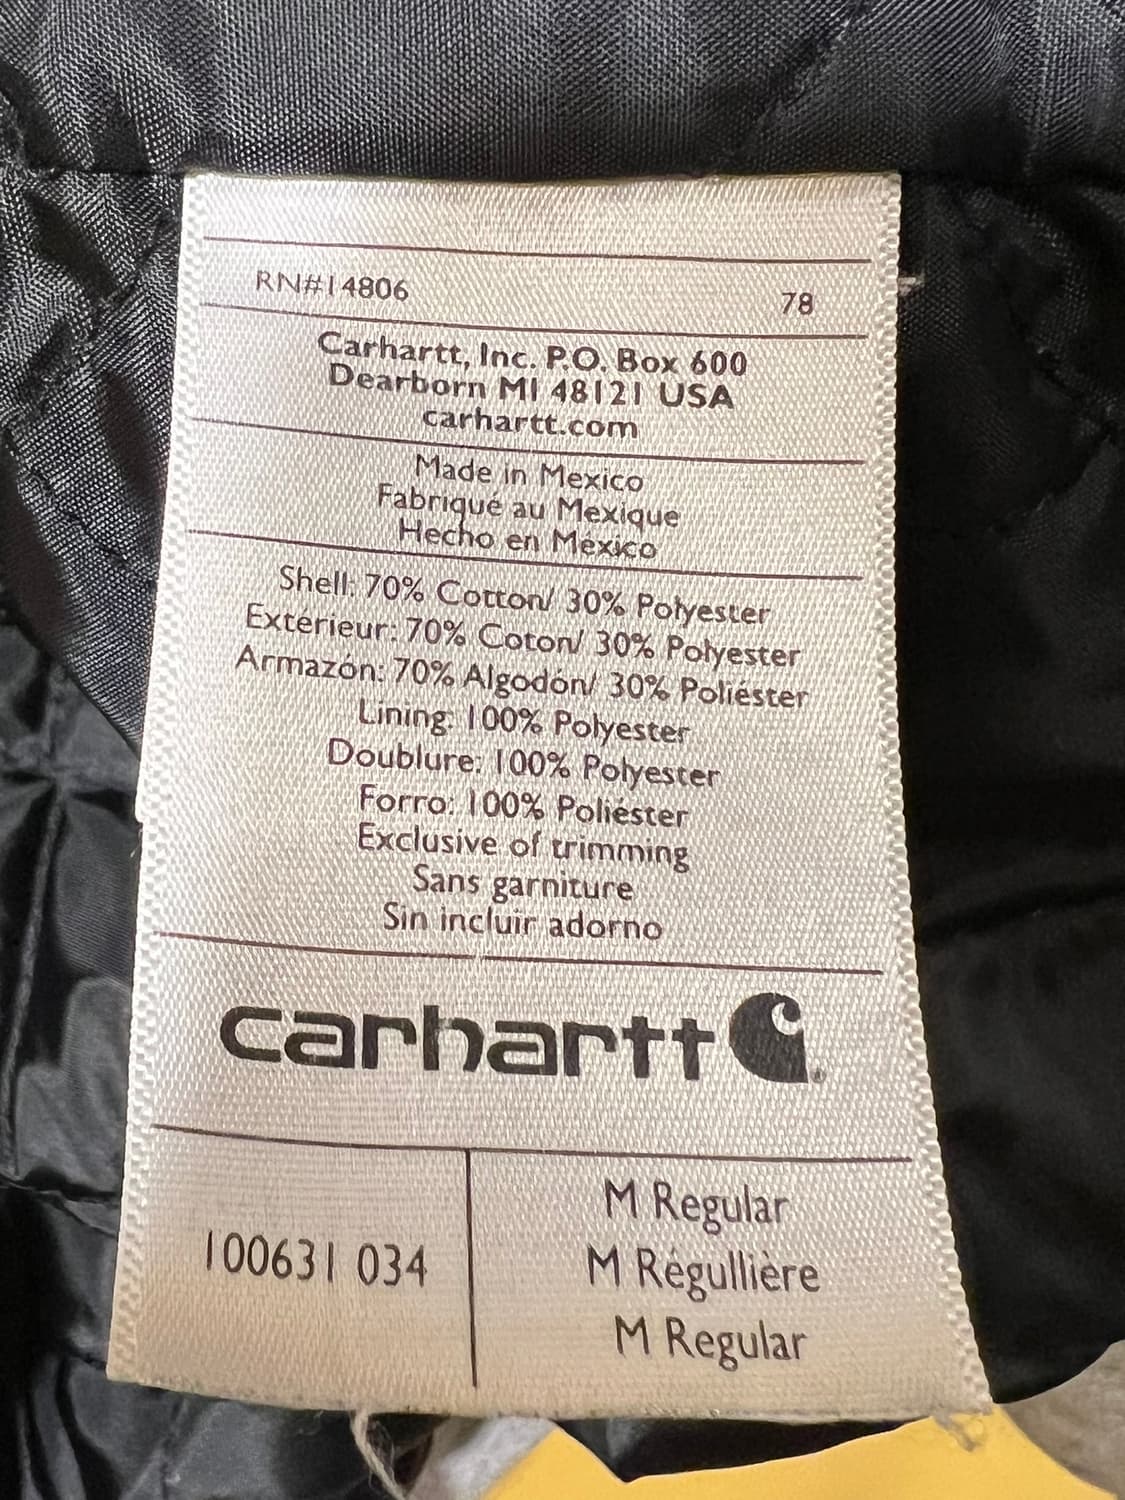 RN#14806 78
Carhartt, Inc. P.O. Box 600
Dearborn MI 48121 USA
carhartt.com
Made in Mexico
Fabriqué au Mexique
Hecho en México
Shell: 70% Cotton/ 30% Polyester
Extérieur: 70% Coton/ 30% Polyester
Armazón: 70% Algodón/ 30% Poliéster
Lining: 100% Polyester
Doublure: 100% Polyester
Forro: 100% Poliéster
Exclusive of trimming
Sans garniture
Sin incluir adorno
carhartt
100631 034
M Regular
M Régullière
M Regular